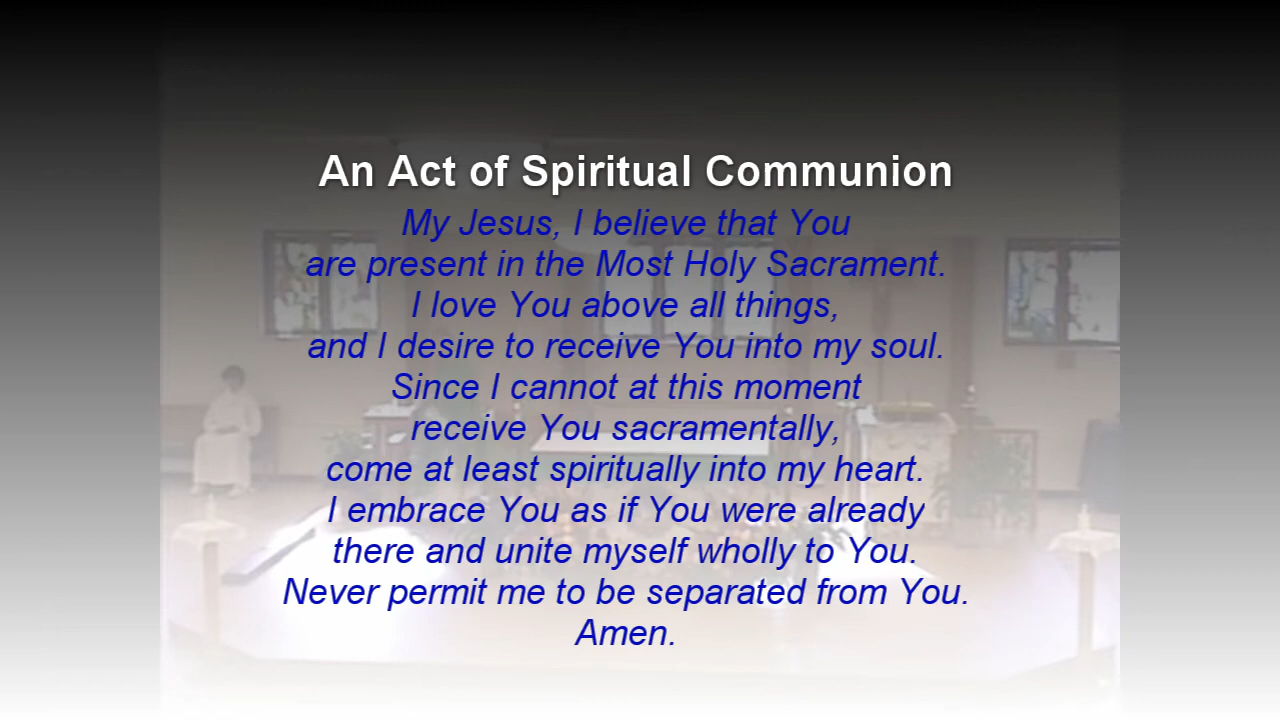 An Act of Spiritual Communion
My Jesus, I believe that You
are present in the Most Holy Sacrament.
I love You above all things,
and I desire to receive You into my soul.
Since I cannot at this moment
receive You sacramentally,
come at least spiritually into my heart.
I embrace You as if You were already
there and unite myself wholly to You.
Never permit me to be separated from You.
Amen.